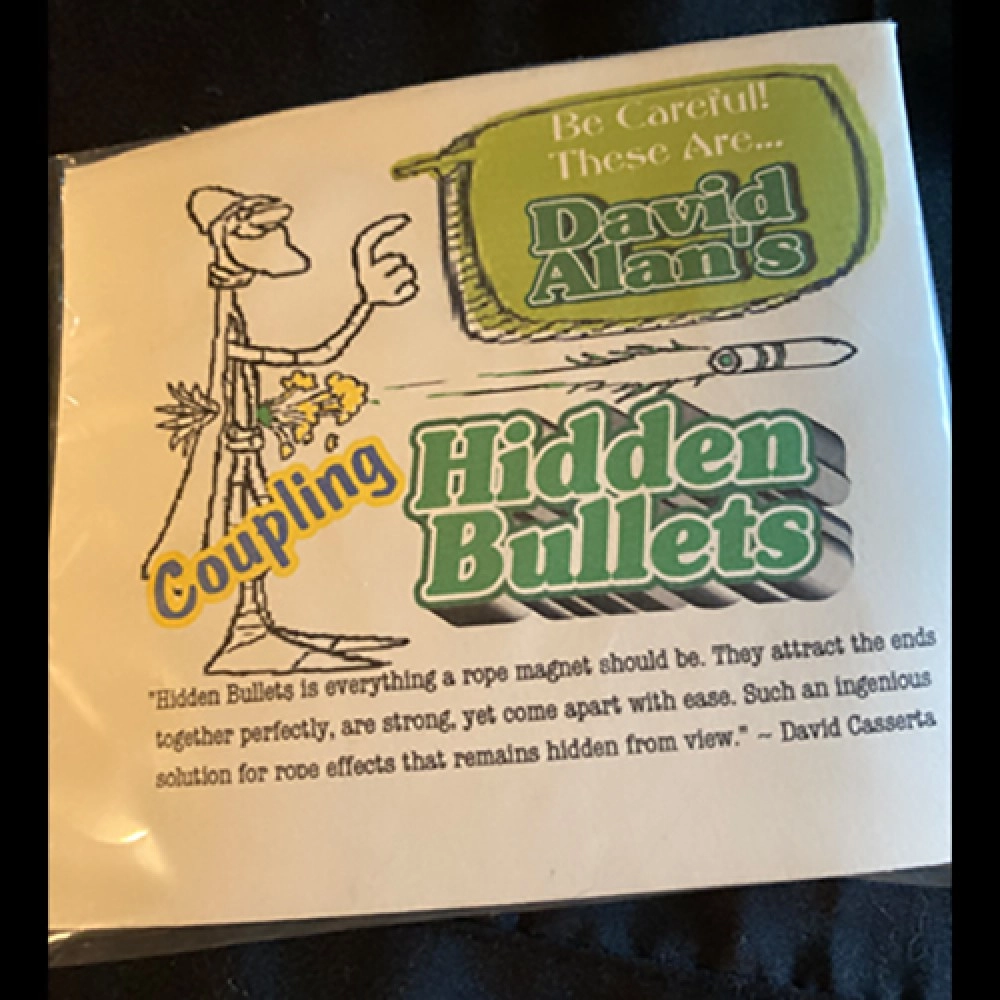 Be Careful!
These Are...
David
Alan's
Coupling
Hidden
Bullets
"Hidden Bullets is everything a rope magnet should be. They attract the ends
together perfectly, are strong, yet come apart with ease. Such an ingenious
solution for rope effects that remains hidden from view." ~ David Casserta